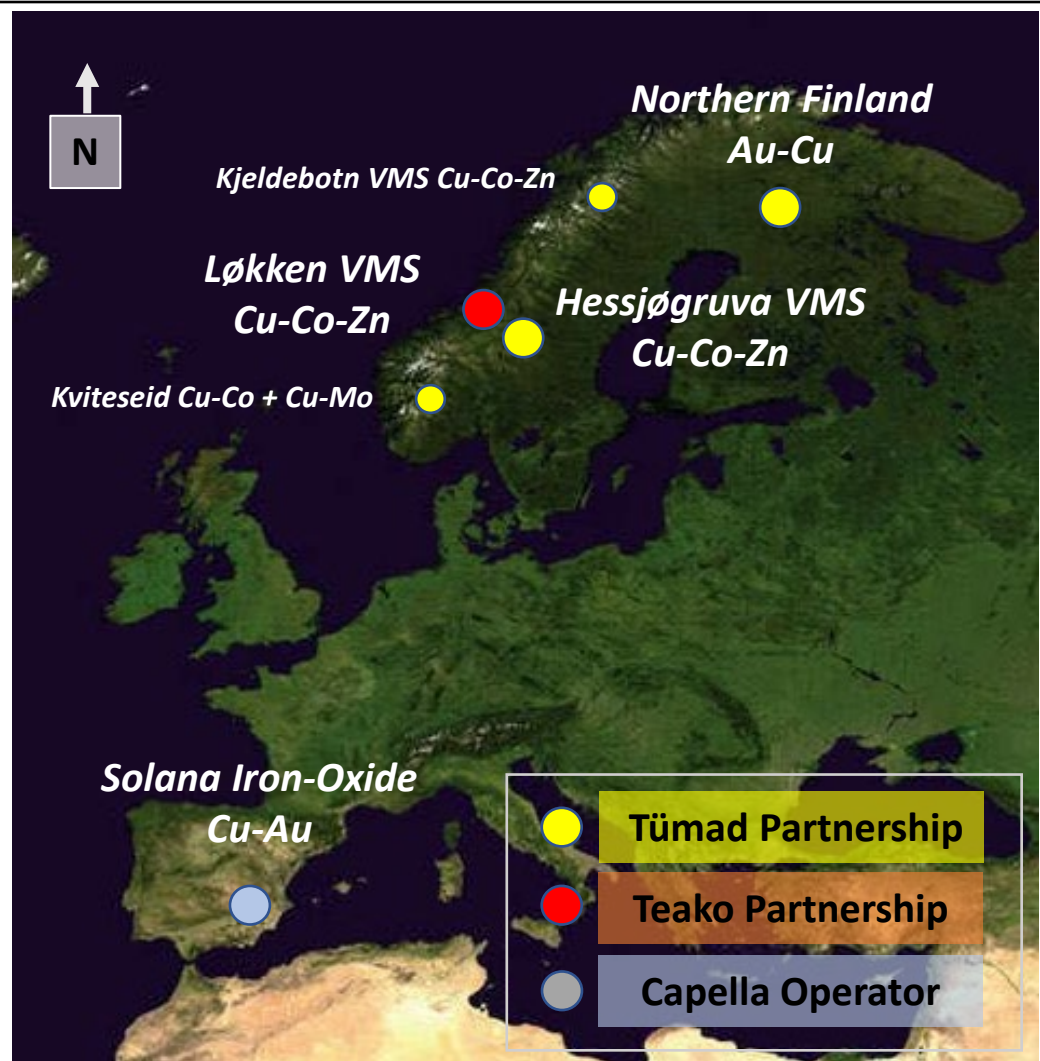 N
Northern Finland
Au-Cu
Kjeldebotn VMS Cu-Co-Zn
Løkken VMS
Cu-Co-Zn
Hessjøgruva VMS
Cu-Co-Zn
Kviteseid Cu-Co + Cu-Mo
Solana Iron-Oxide
Cu-Au
Tümad Partnership
Teako Partnership
Capella Operator